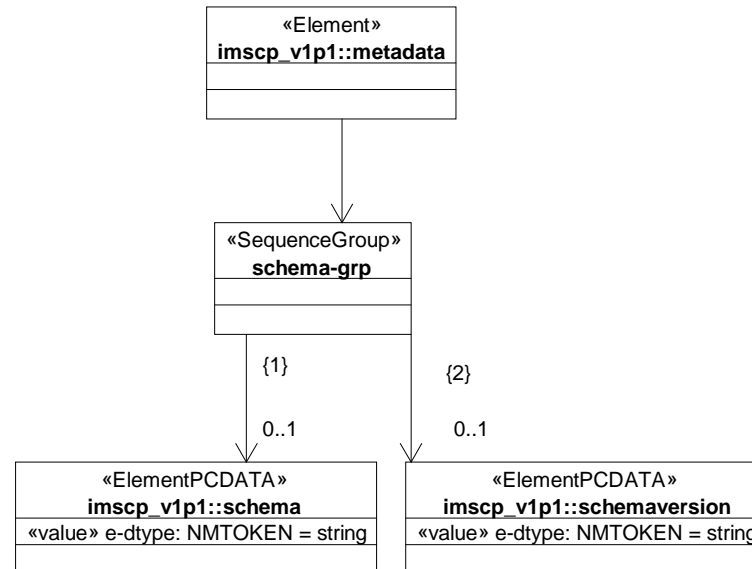 «Element»
imscp_v1p1::metadata
«SequenceGroup»
schema-grp
{1}
{2}
0..1
0..1
«ElementPCDATA»
imscp_v1p1::schema
«value» e-dtype: NMTOKEN = string
«ElementPCDATA»
imscp_v1p1::schemaversion
«value» e-dtype: NMTOKEN = string